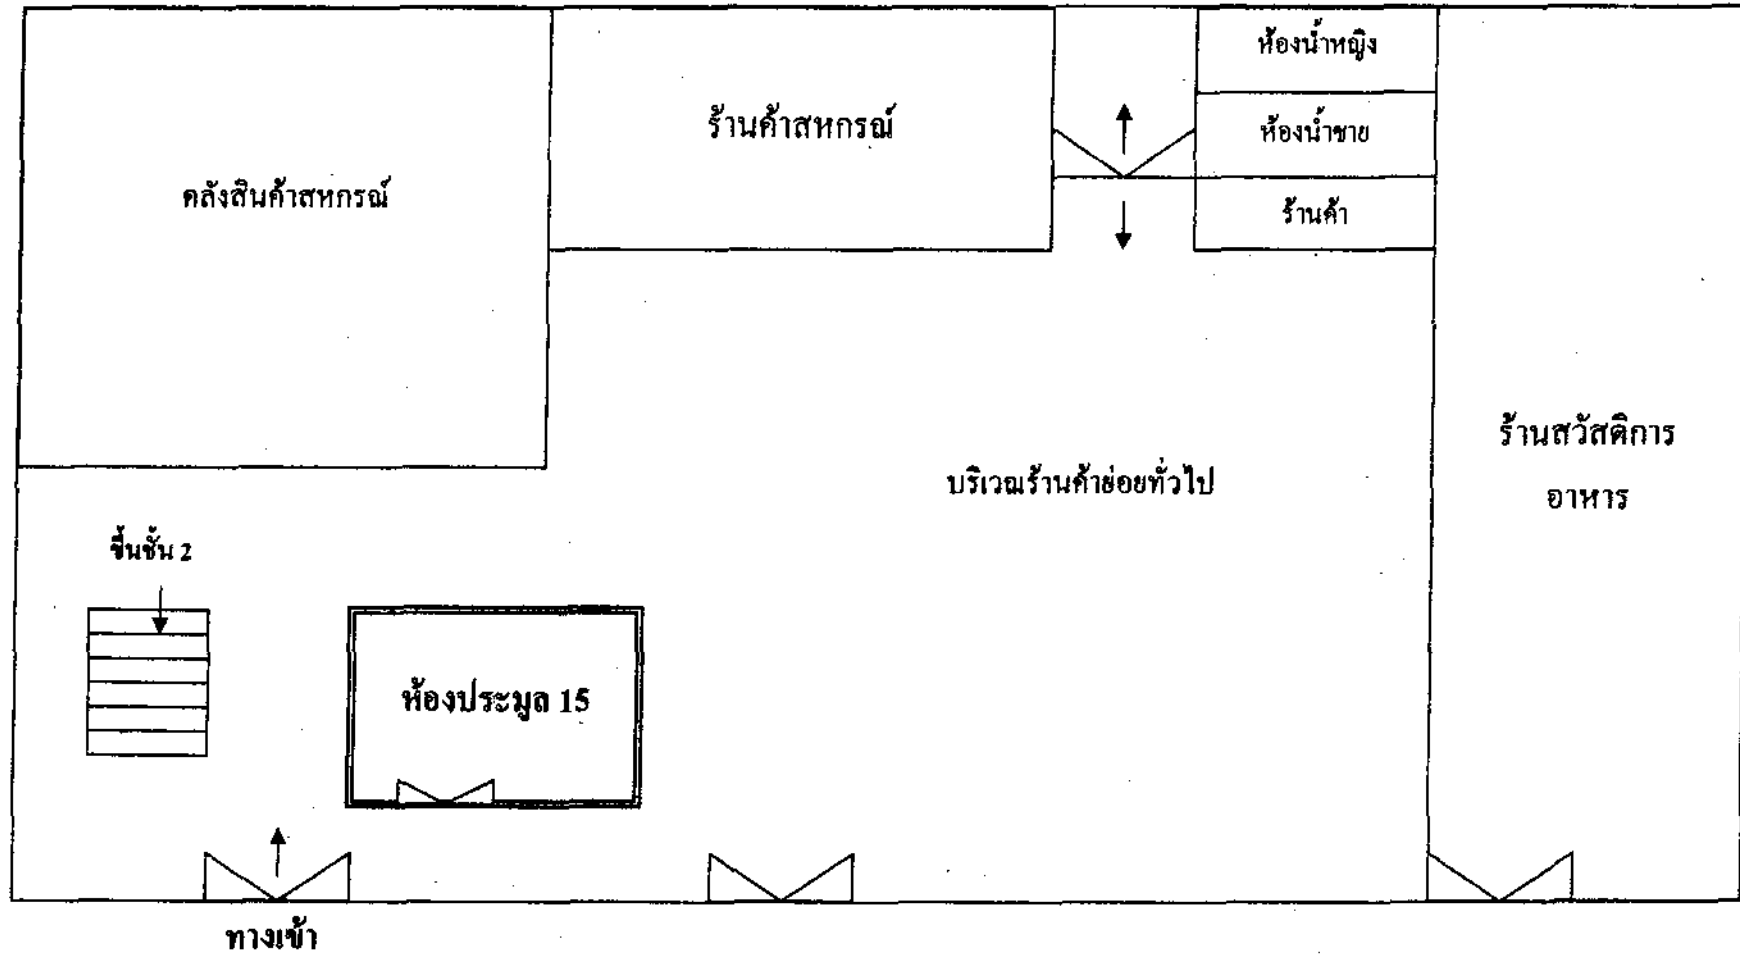 ห้องน้ำหญิง
ร้านค้าสหกรณ์
ห้องน้ำชาย
คลังสินค้าสหกรณ์
ร้านค้า
ร้านสวัสดิการ
อาหาร
บริเวณร้านค้าย่อยทั่วไป
ขึ้นชั้น 2
ห้องประมูล 15
ทางเข้า